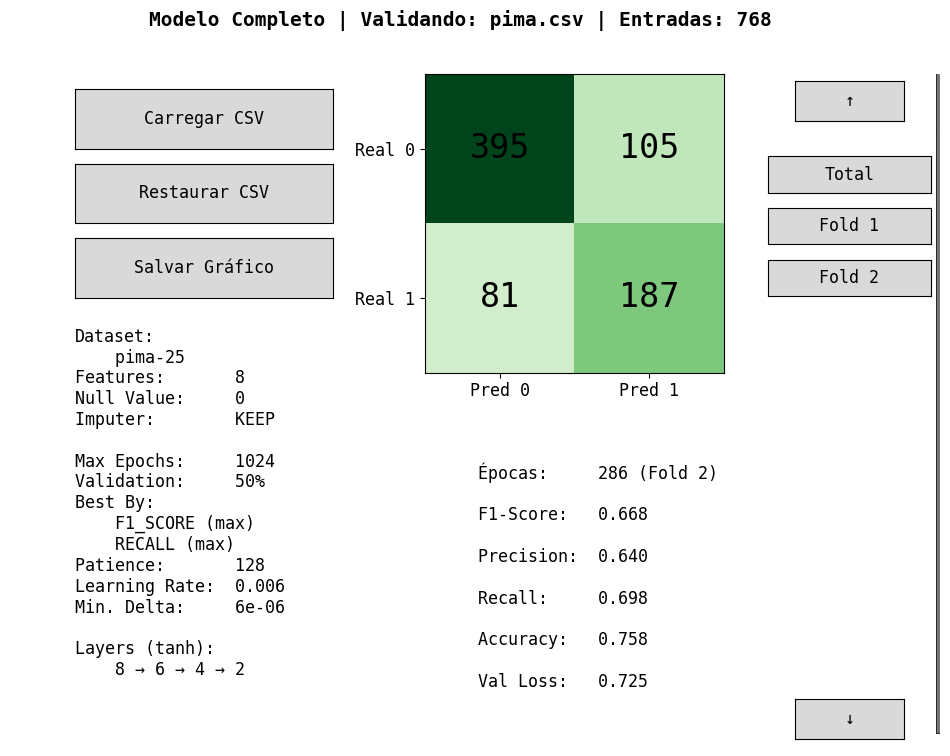 Modelo Completo | Validando: pima.csv | Entradas: 768
Carregar CSV
Restaurar CSV
Salvar Gráfico
Dataset:
pima-25
Features: 8
Null Value: 0
Imputer: KEEP
Max Epochs: 1024
Validation: 50%
Best By:
F1_SCORE (max)
RECALL (max)
Patience: 128
Learning Rate: 0.006
Min. Delta: 6e-06
Layers (tanh):
8 → 6 → 4 → 2
Real 0 395 105
Real 1 81 187
Pred 0 Pred 1
Épocas: 286 (Fold 2)
F1-Score: 0.668
Precision: 0.640
Recall: 0.698
Accuracy: 0.758
Val Loss: 0.725
↑
Total
Fold 1
Fold 2
↓